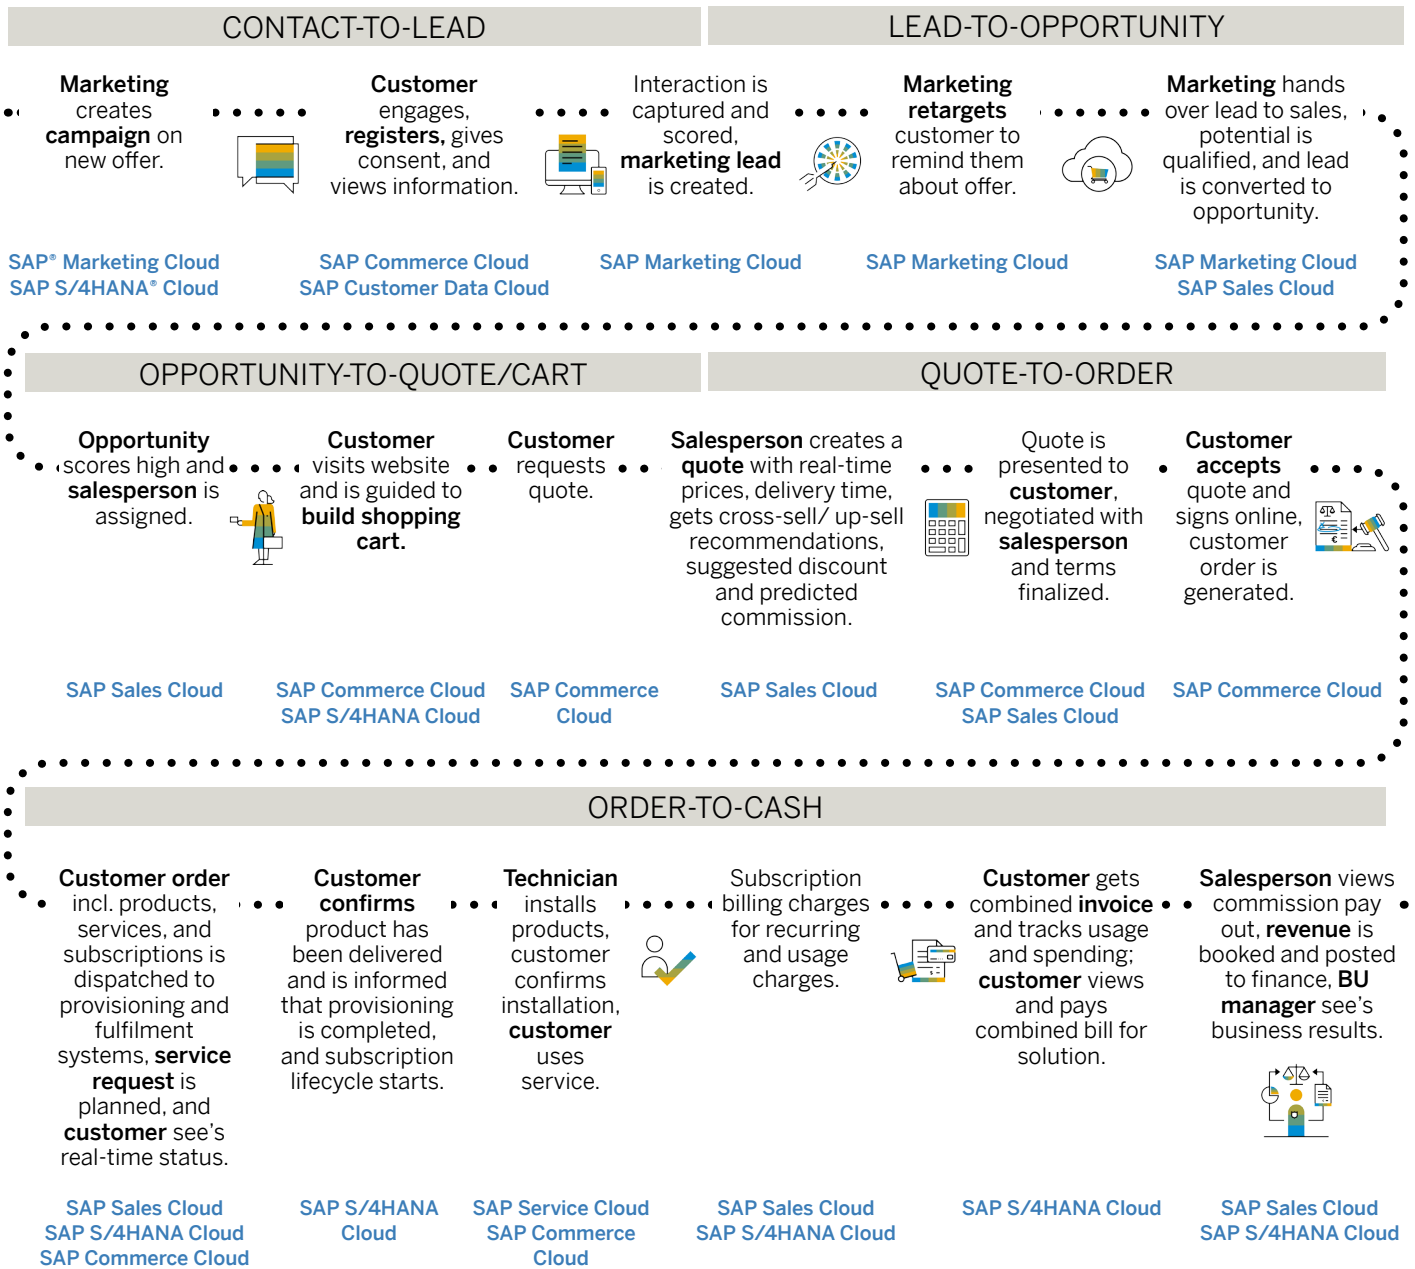 CONTACT-TO-LEAD
LEAD-TO-OPPORTUNITY
Marketing
creates
campaign on
new offer.
Customer
engages,
registers, gives
consent, and
views information.
Interaction is
captured and
scored,
marketing lead
is created.
Marketing
retargets
customer to
remind them
about offer.
Marketing hands
over lead to sales,
potential is
qualified, and lead
is converted to
opportunity.
SAP® Marketing Cloud
SAP S/4HANA® Cloud
SAP Commerce Cloud
SAP Customer Data Cloud
SAP Marketing Cloud
SAP Marketing Cloud
SAP Marketing Cloud
SAP Sales Cloud
OPPORTUNITY-TO-QUOTE/CART
QUOTE-TO-ORDER
Opportunity
scores high and
salesperson is
assigned.
Customer
visits website
and is guided to
build shopping
cart.
Customer
requests
quote.
Salesperson creates a
quote with real-time
prices, delivery time,
gets cross-sell/ up-sell
recommendations,
suggested discount
and predicted
commission.
Quote is
presented to
customer,
negotiated with
salesperson
and terms
finalized.
Customer
accepts
quote and
signs online,
customer
order is
generated.
€
SAP Sales Cloud
SAP Commerce Cloud
SAP S/4HANA Cloud
SAP Commerce
Cloud
SAP Sales Cloud
SAP Commerce Cloud
SAP Sales Cloud
SAP Commerce Cloud
ORDER-TO-CASH
Customer order
incl. products,
services, and
subscriptions is
dispatched to
provisioning and
fulfilment
systems, service
request is
planned, and
customer see's
real-time status.
Customer
confirms
product has
been delivered
and is informed
that provisioning
is completed,
and subscription
lifecycle starts.
Technician
installs
products,
customer
confirms
installation,
customer
uses
service.
Subscription
billing charges
for recurring
and usage
charges.
Customer gets
combined invoice
and tracks usage
and spending;
customer views
and pays
combined bill for
solution.
Salesperson views
commission pay
out, revenue is
booked and posted
to finance, BU
manager see's
business results.
SAP Sales Cloud
SAP S/4HANA Cloud
SAP Commerce Cloud
SAP S/4HANA
Cloud
SAP Service Cloud
SAP Commerce
Cloud
SAP Sales Cloud
SAP S/4HANA Cloud
SAP S/4HANA Cloud
SAP Sales Cloud
SAP S/4HANA Cloud